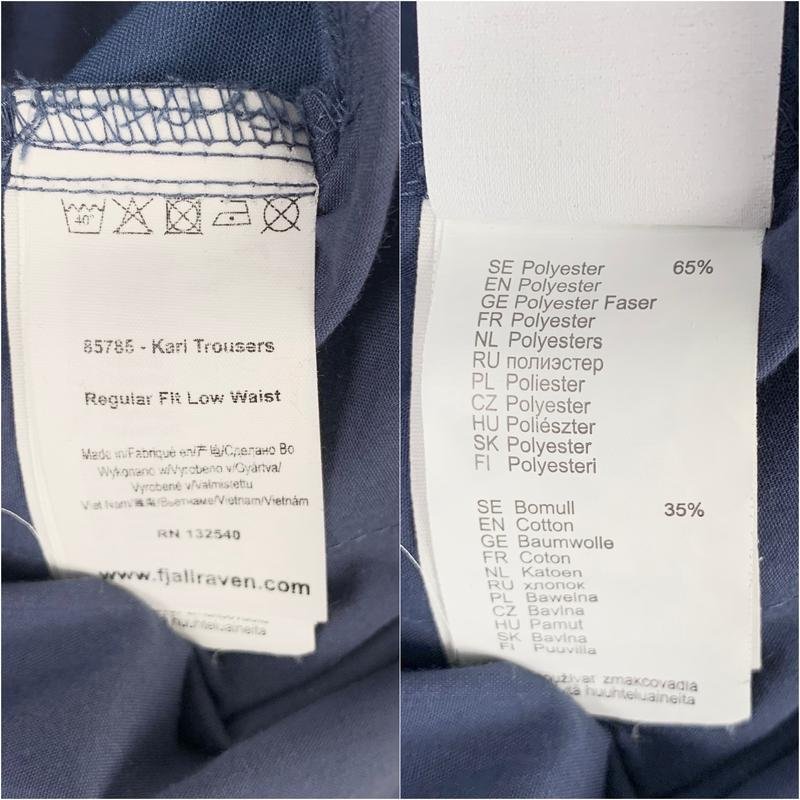 40°
85785 - Kari Trousers
Regular Fit Low Waist
Made in/Fabriqué en/产地/Сделано Во
Wykonano w/Vyrobeno v/Gyártva/
Vyrobené v/Valmistettu
Viet Nam/越南/Вьетнаме/Vietnam/Vietnám
RN 132540
www.fjallraven.com
huuhteluaineita
SE Polyester 65%
EN Polyester
GE Polyester Faser
FR Polyester
NL Polyesters
RU полиэстер
PL Poliester
CZ Polyester
HU Poliészter
SK Polyester
FI Polyesteri
SE Bomull 35%
EN Cotton
GE Baumwolle
FR Coton
NL Katoen
RU хлопок
PL Bawełna
CZ Bavlna
HU Pamut
SK Bavlna
FI Puuvilla
zmakcovadla
huuhteluaineita